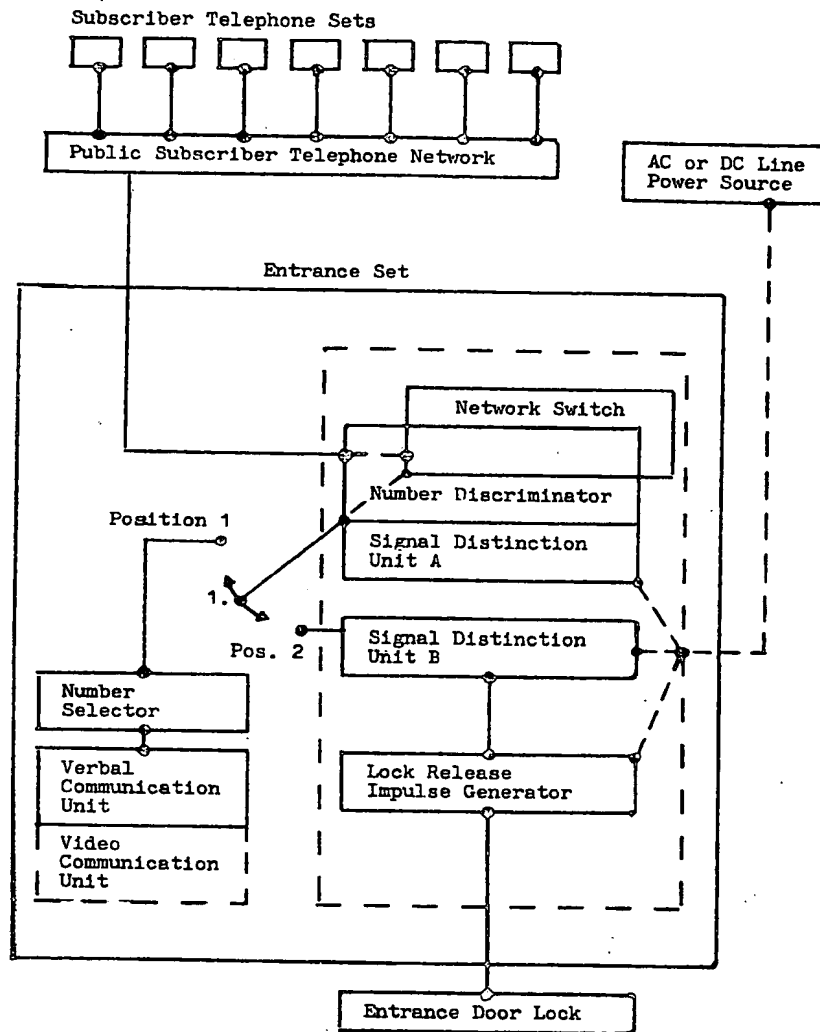 Subscriber Telephone Sets
Public Subscriber Telephone Network
AC or DC Line
Power Source
Entrance Set
Network Switch
Number Discriminator
Position 1
Signal Distinction
Unit A
1.
Pos. 2
Signal Distinction
Unit B
Number
Selector
Verbal
Communication
Unit
Lock Release
Impulse Generator
Video
Communication
Unit
Entrance Door Lock